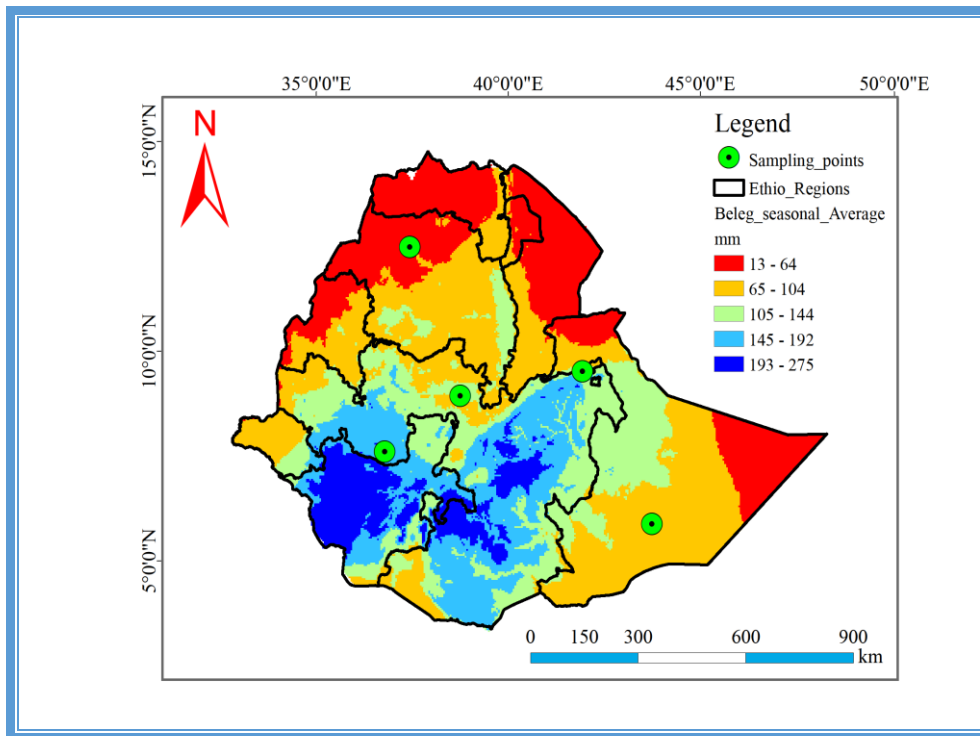 35°0'0"E 40°0'0"E 45°0'0"E 50°0'0"E
15°0'0"N
10°0'0"N
5°0'0"N
N
Legend
Sampling_points
Ethio_Regions
Beleg_seasonal_Average
mm
13 - 64
65 - 104
105 - 144
145 - 192
193 - 275
0 150 300 600 900
km